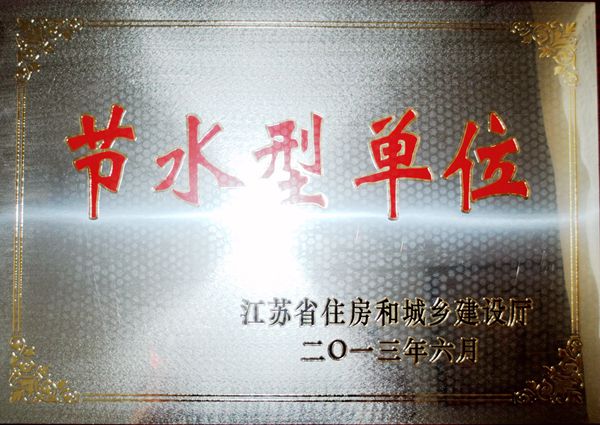 节水型单位
江苏省住房和城乡建设厅
二〇一三年六月